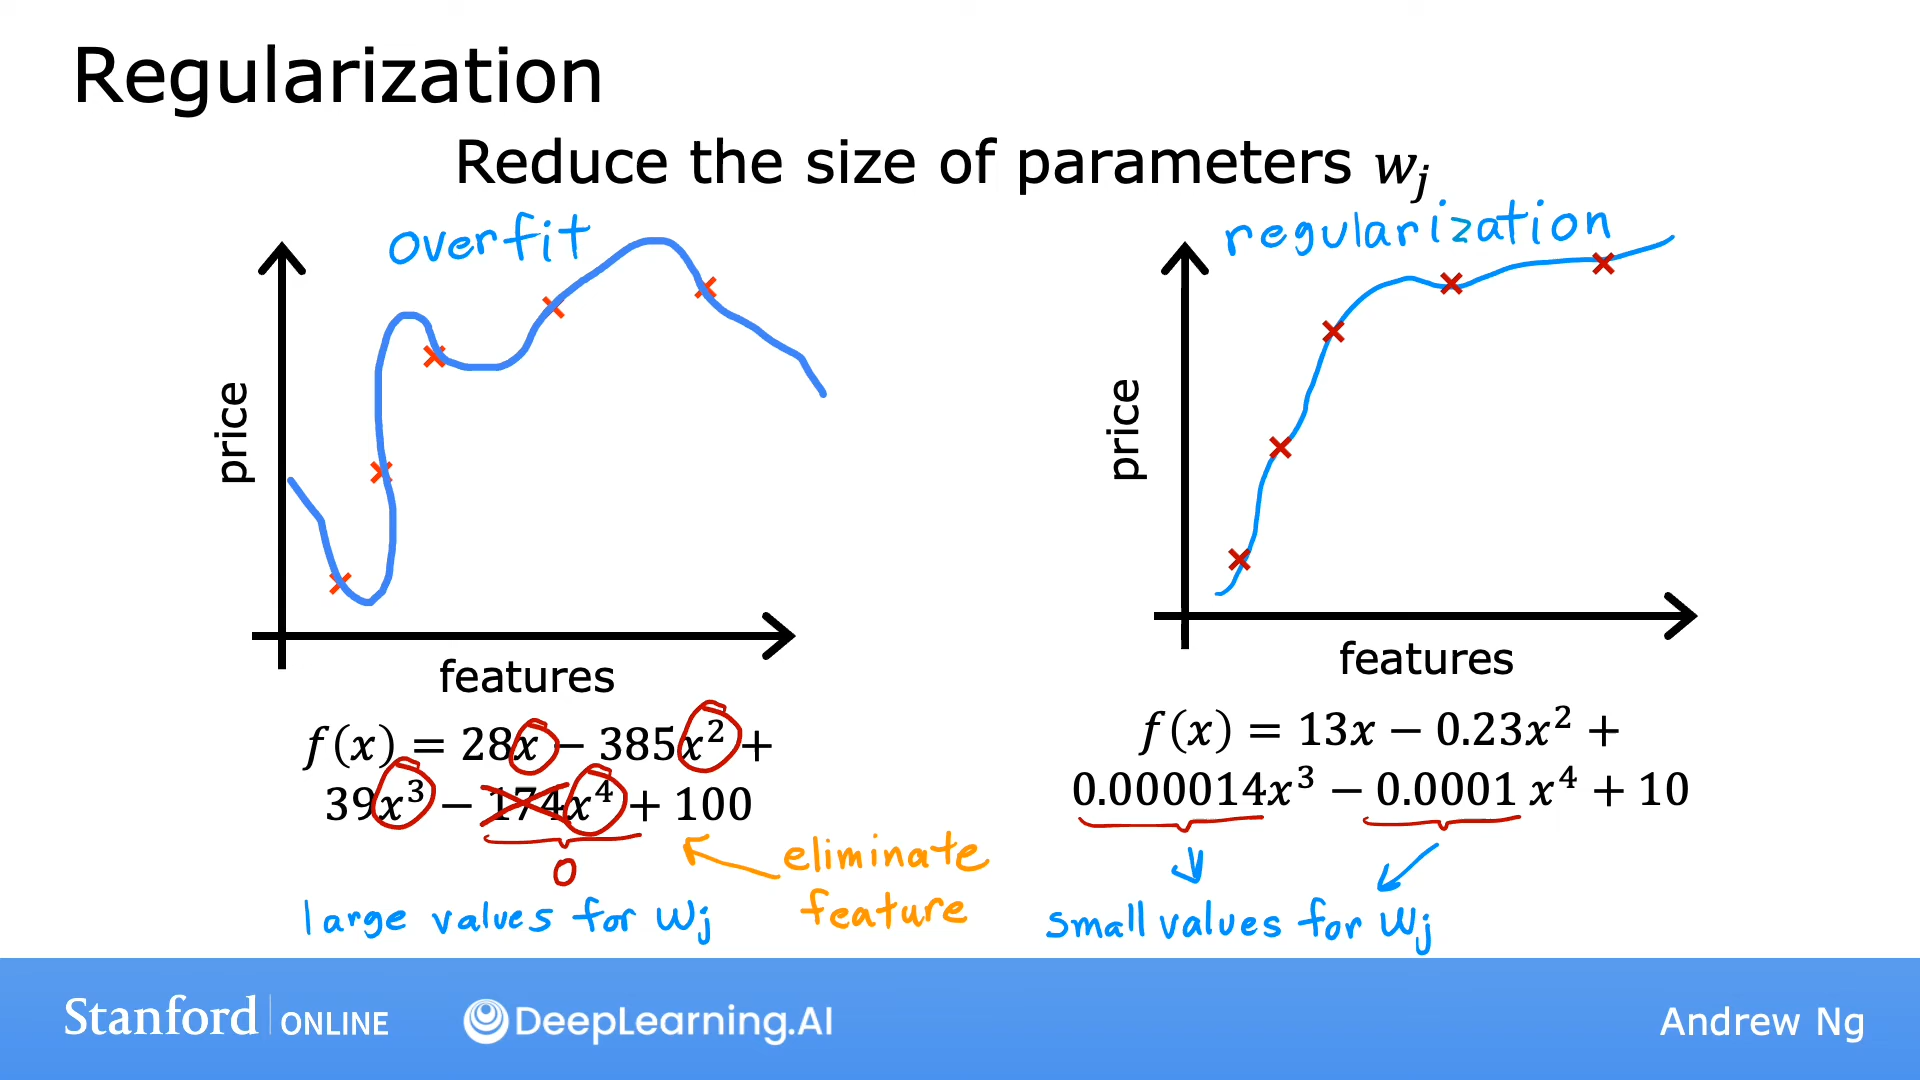 Regularization
Reduce the size of parameters wⱼ
overfit
price
features
f(x) = 28x − 385x² +
39x³ − 174x⁴ + 100
0
eliminate
feature
large values for wj
regularization
price
features
f(x) = 13x − 0.23x² +
0.000014x³ − 0.0001 x⁴ + 10
small values for wj
Stanford | ONLINE
DeepLearning.AI
Andrew Ng